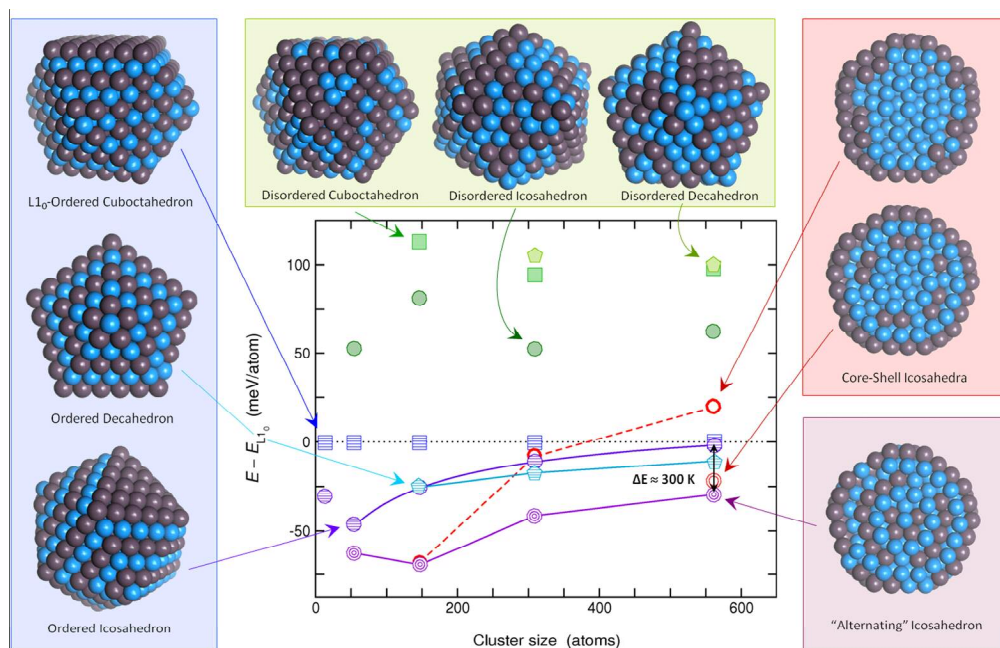 L1₀-Ordered Cuboctahedron
Ordered Decahedron
Ordered Icosahedron
Disordered Cuboctahedron
Disordered Icosahedron
Disordered Decahedron
Core-Shell Icosahedra
"Alternating" Icosahedron
E − E_L1₀ (meV/atom)
100
50
0
-50
ΔE ≈ 300 K
0
200
400
600
Cluster size (atoms)